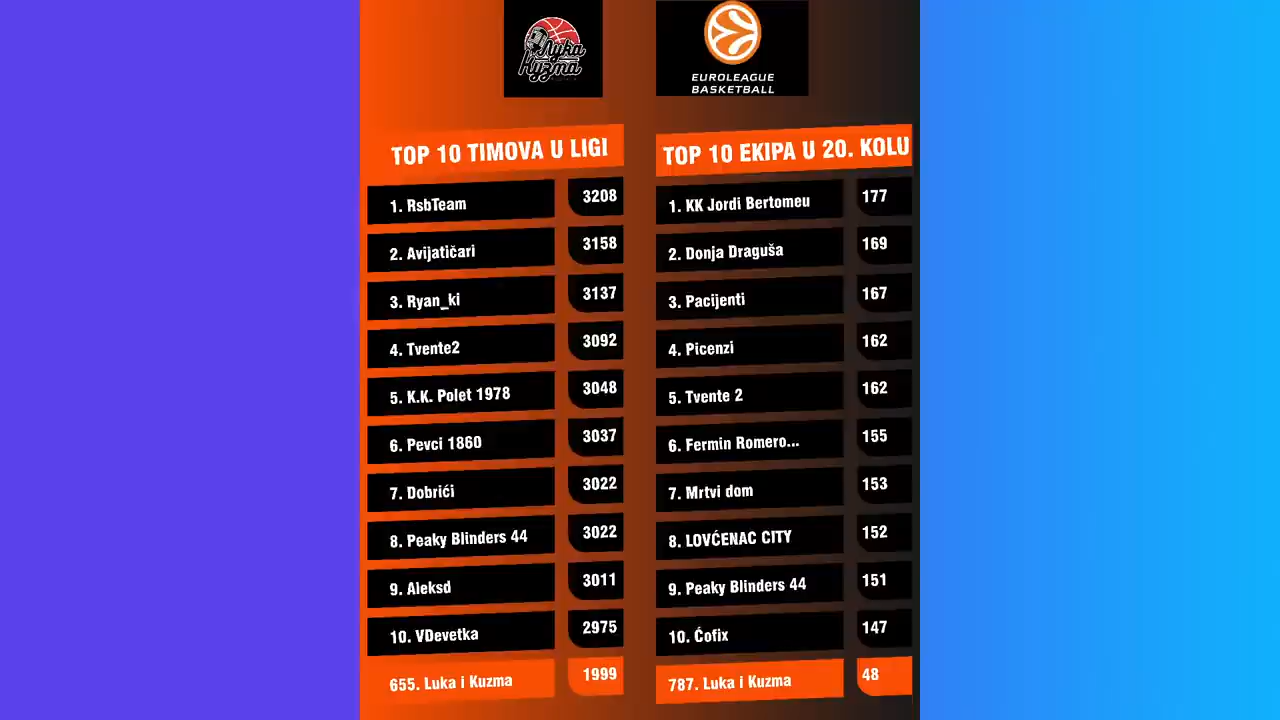 Лука
Кузма
EUROLEAGUE
BASKETBALL
TOP 10 TIMOVA U LIGI
1. RsbTeam 3208
2. Avijatičari 3158
3. Ryan_ki 3137
4. Tvente2 3092
5. K.K. Polet 1978 3048
6. Pevci 1860 3037
7. Dobrići 3022
8. Peaky Blinders 44 3022
9. Aleksd 3011
10. VDevetka 2975
655. Luka i Kuzma 1999
TOP 10 EKIPA U 20. KOLU
1. KK Jordi Bertomeu 177
2. Donja Draguša 169
3. Pacijenti 167
4. Picenzi 162
5. Tvente 2 162
6. Fermin Romero... 155
7. Mrtvi dom 153
8. LOVĆENAC CITY 152
9. Peaky Blinders 44 151
10. Ćofix 147
787. Luka i Kuzma 48